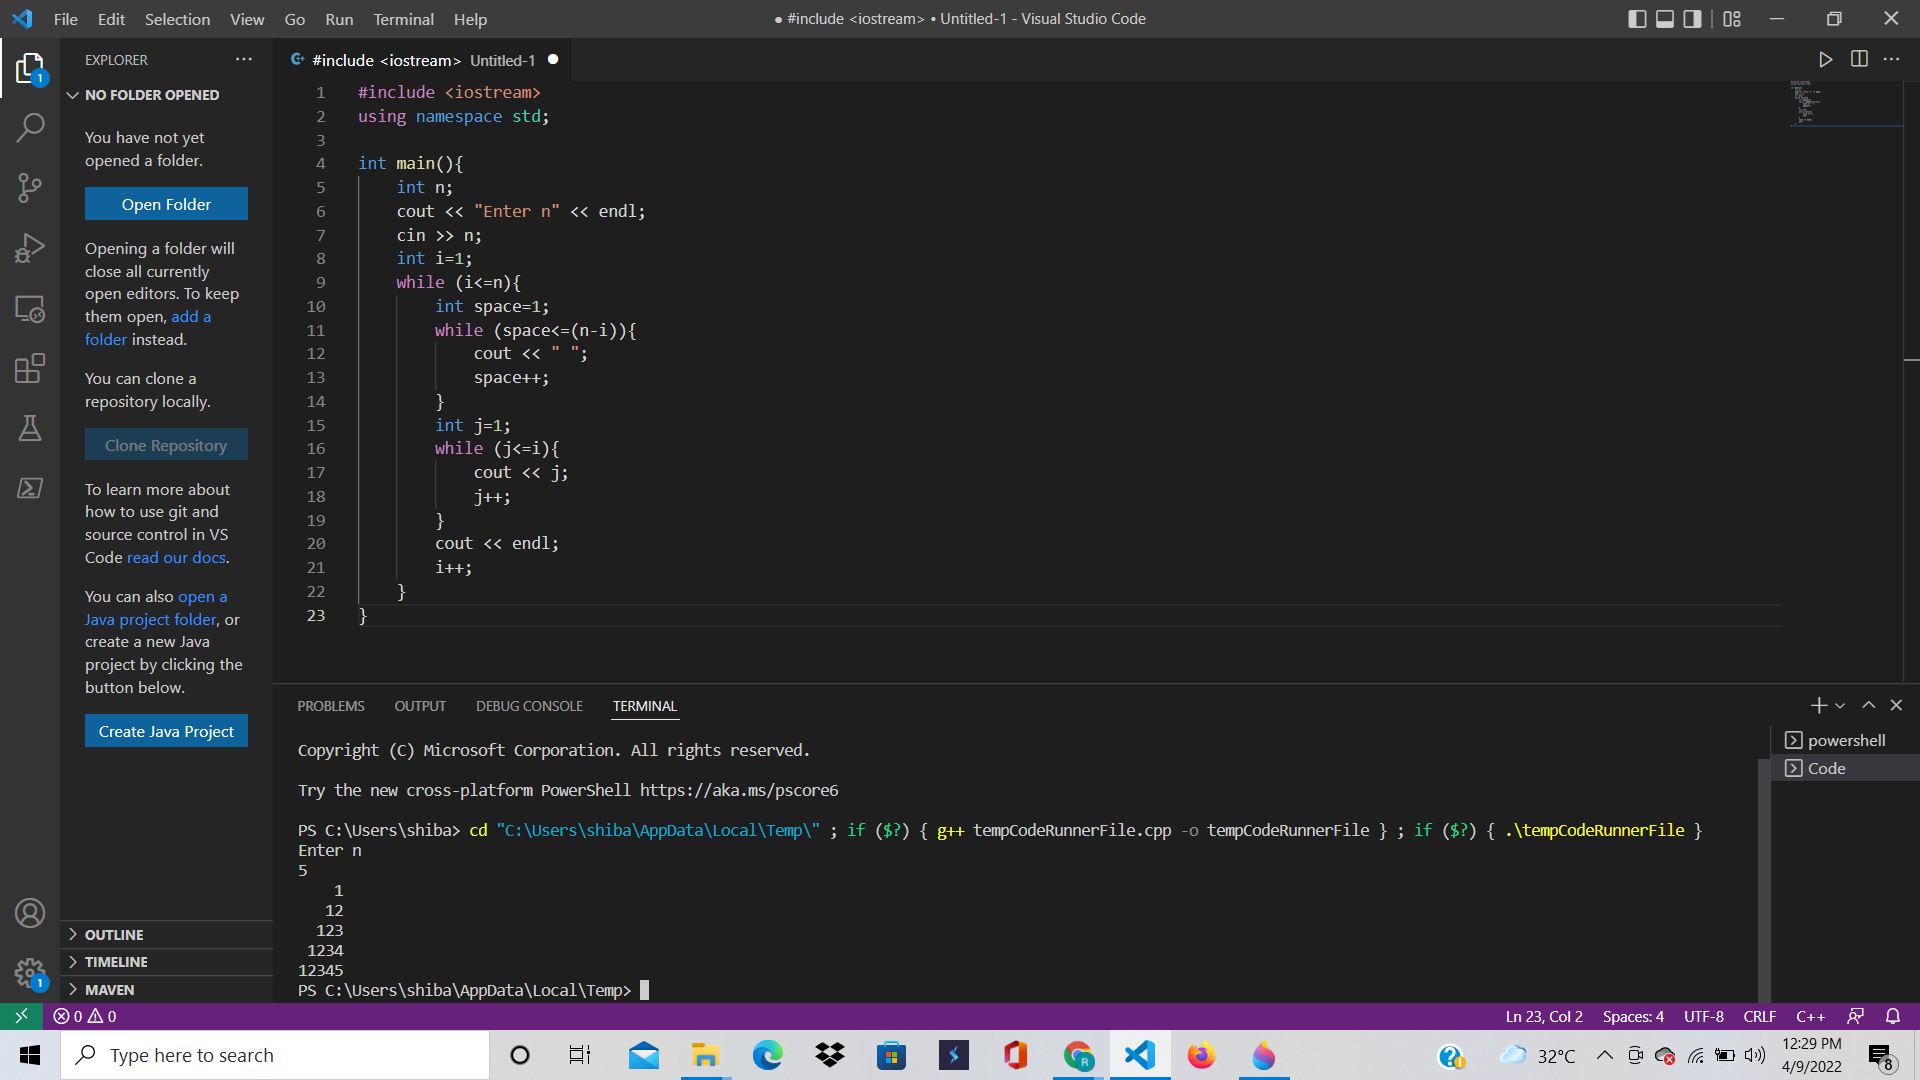 File Edit Selection View Go Run Terminal Help
● #include <iostream> • Untitled-1 - Visual Studio Code
EXPLORER
NO FOLDER OPENED
You have not yet
opened a folder.
Open Folder
Opening a folder will
close all currently
open editors. To keep
them open, add a
folder instead.
You can clone a
repository locally.
Clone Repository
To learn more about
how to use git and
source control in VS
Code read our docs.
You can also open a
Java project folder, or
create a new Java
project by clicking the
button below.
Create Java Project
OUTLINE
TIMELINE
MAVEN
1
1
#include <iostream> Untitled-1
1 #include <iostream>
2 using namespace std;
3
4 int main(){
5     int n;
6     cout << "Enter n" << endl;
7     cin >> n;
8     int i=1;
9     while (i<=n){
10         int space=1;
11         while (space<=(n-i)){
12             cout << " ";
13             space++;
14         }
15         int j=1;
16         while (j<=i){
17             cout << j;
18             j++;
19         }
20         cout << endl;
21         i++;
22     }
23 }
PROBLEMS OUTPUT DEBUG CONSOLE TERMINAL
Copyright (C) Microsoft Corporation. All rights reserved.
Try the new cross-platform PowerShell https://aka.ms/pscore6
PS C:\Users\shiba> cd "C:\Users\shiba\AppData\Local\Temp\" ; if ($?) { g++ tempCodeRunnerFile.cpp -o tempCodeRunnerFile } ; if ($?) { .\tempCodeRunnerFile }
Enter n
5
    1
   12
  123
 1234
12345
PS C:\Users\shiba\AppData\Local\Temp>
powershell
Code
0 0
Ln 23, Col 2 Spaces: 4 UTF-8 CRLF C++
Type here to search
32°C
12:29 PM
4/9/2022
8